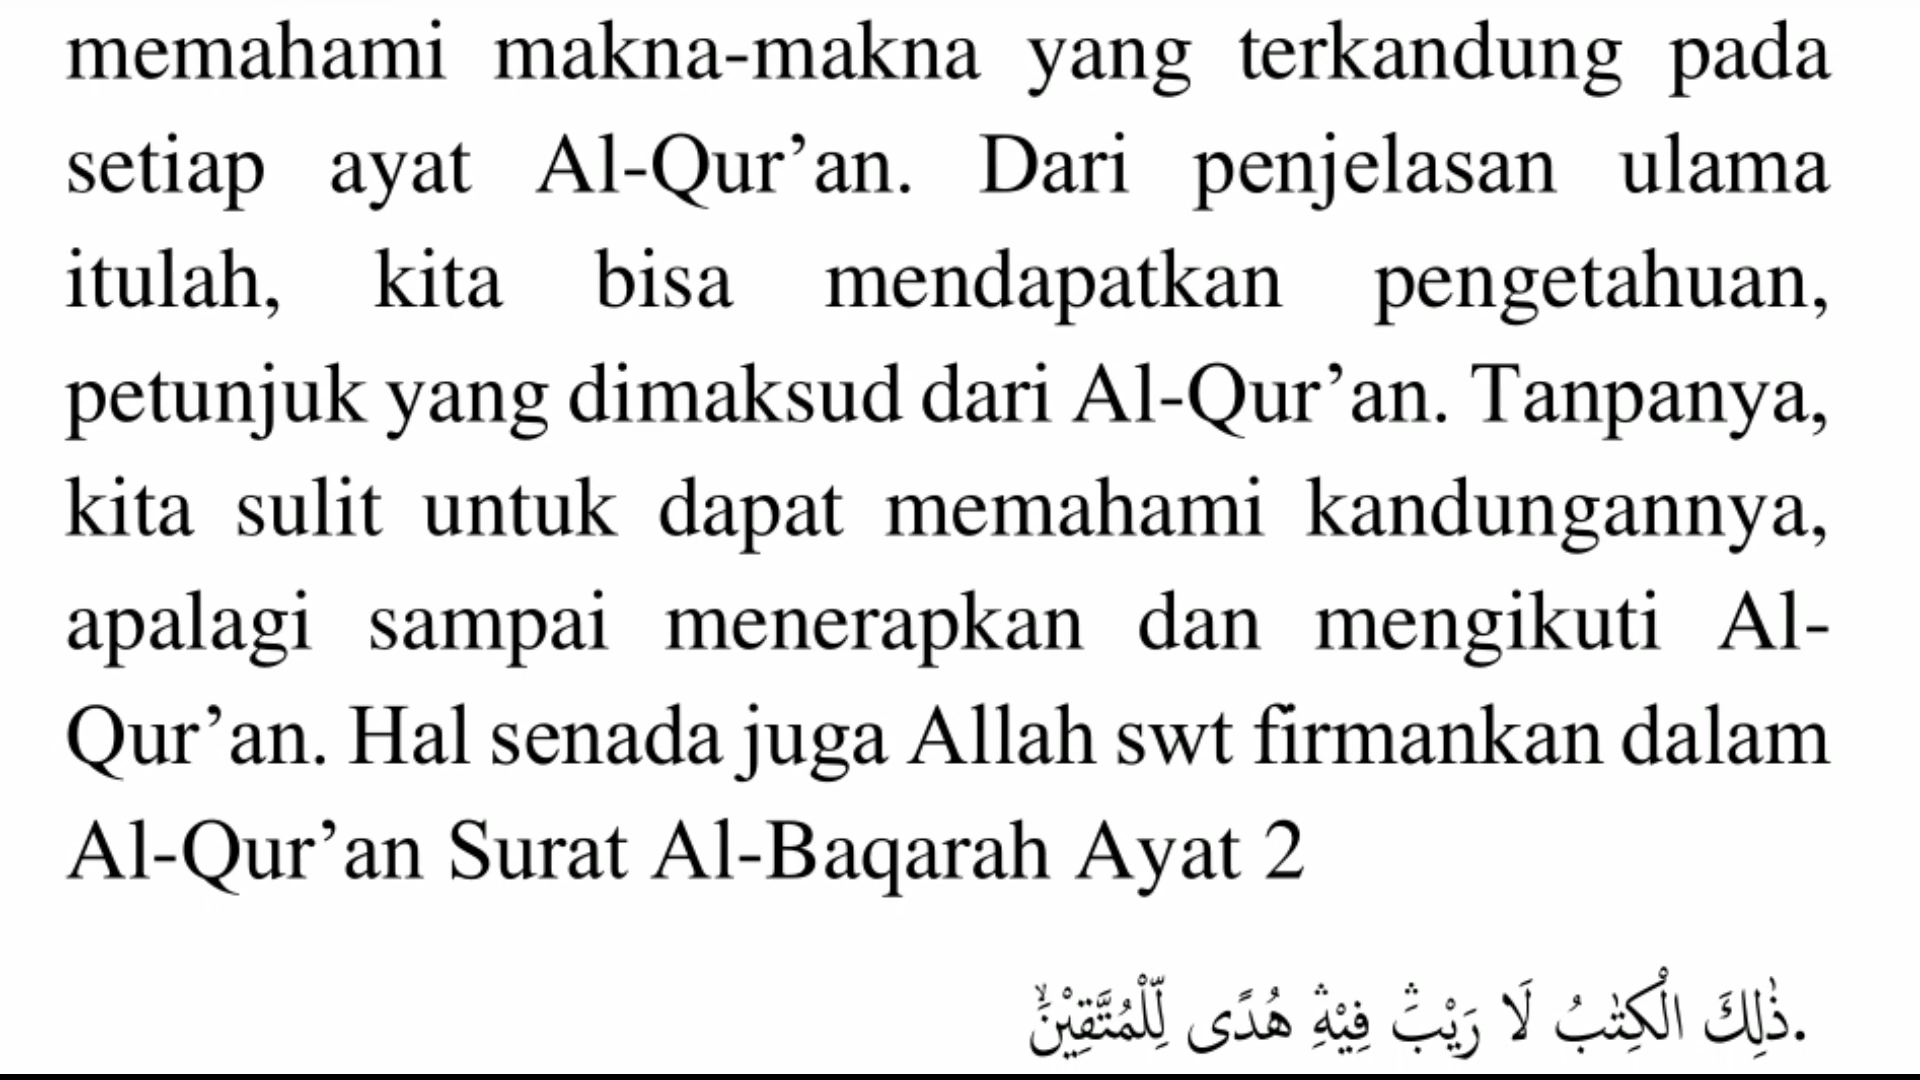 memahami makna-makna yang terkandung pada
setiap ayat Al-Qur’an. Dari penjelasan ulama
itulah, kita bisa mendapatkan pengetahuan,
petunjuk yang dimaksud dari Al-Qur’an. Tanpanya,
kita sulit untuk dapat memahami kandungannya,
apalagi sampai menerapkan dan mengikuti Al-
Qur’an. Hal senada juga Allah swt firmankan dalam
Al-Qur’an Surat Al-Baqarah Ayat 2
.ذٰلِكَ الْكِتٰبُ لَا رَيْبَۛ فِيْهِۛ هُدًى لِّلْمُتَّقِيْنَۙ